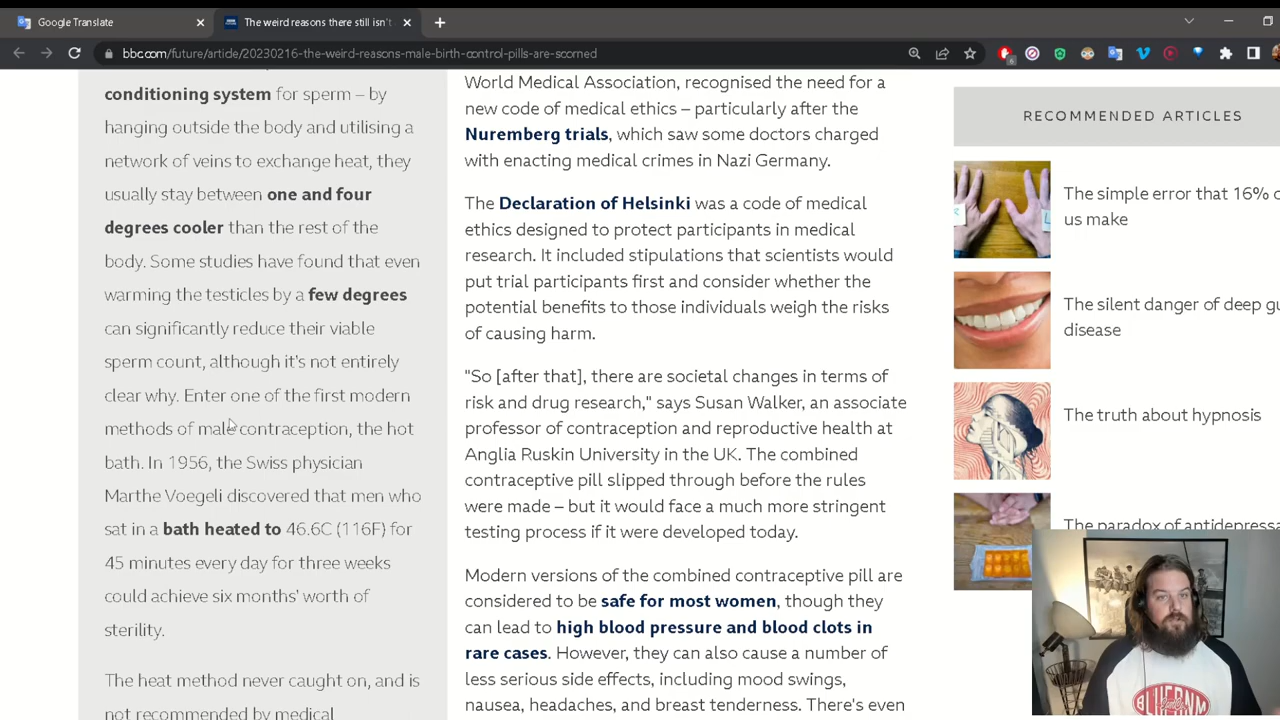 Google Translate
The weird reasons there still isn't
bbc.com/future/article/20230216-the-weird-reasons-male-birth-control-pills-are-scorned
conditioning system for sperm – by
hanging outside the body and utilising a
network of veins to exchange heat, they
usually stay between one and four
degrees cooler than the rest of the
body. Some studies have found that even
warming the testicles by a few degrees
can significantly reduce their viable
sperm count, although it's not entirely
clear why. Enter one of the first modern
methods of male contraception, the hot
bath. In 1956, the Swiss physician
Marthe Voegeli discovered that men who
sat in a bath heated to 46.6C (116F) for
45 minutes every day for three weeks
could achieve six months' worth of
sterility.
The heat method never caught on, and is
not recommended by medical
World Medical Association, recognised the need for a
new code of medical ethics – particularly after the
Nuremberg trials, which saw some doctors charged
with enacting medical crimes in Nazi Germany.
The Declaration of Helsinki was a code of medical
ethics designed to protect participants in medical
research. It included stipulations that scientists would
put trial participants first and consider whether the
potential benefits to those individuals weigh the risks
of causing harm.
"So [after that], there are societal changes in terms of
risk and drug research," says Susan Walker, an associate
professor of contraception and reproductive health at
Anglia Ruskin University in the UK. The combined
contraceptive pill slipped through before the rules
were made – but it would face a much more stringent
testing process if it were developed today.
Modern versions of the combined contraceptive pill are
considered to be safe for most women, though they
can lead to high blood pressure and blood clots in
rare cases. However, they can also cause a number of
less serious side effects, including mood swings,
nausea, headaches, and breast tenderness. There's even
RECOMMENDED ARTICLES
The simple error that 16% o
us make
The silent danger of deep gu
disease
The truth about hypnosis
The paradox of antidepressa